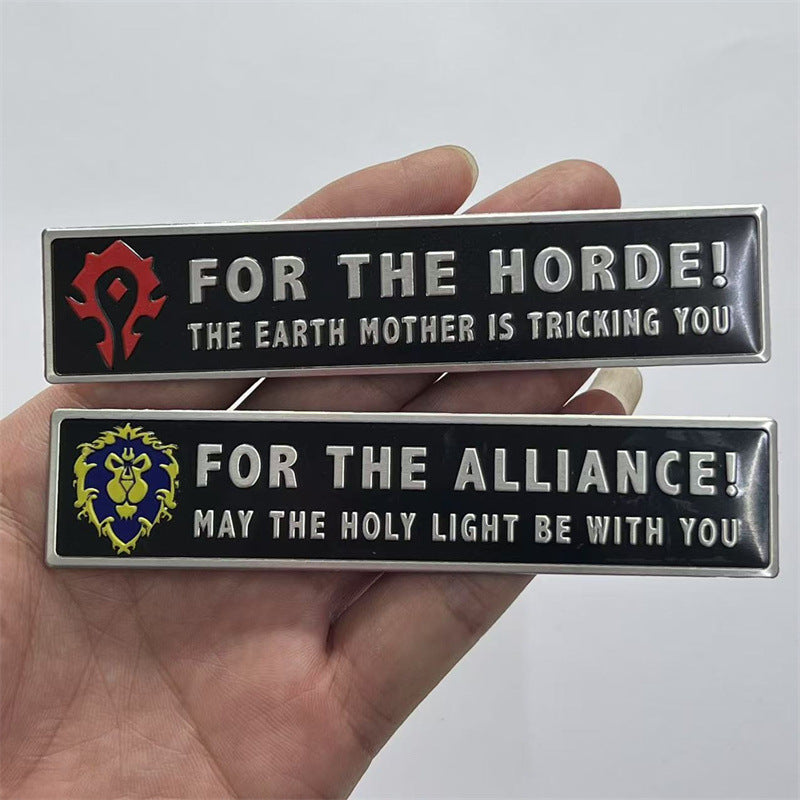 FOR THE HORDE!
THE EARTH MOTHER IS TRICKING YOU
FOR THE ALLIANCE!
MAY THE HOLY LIGHT BE WITH YOU